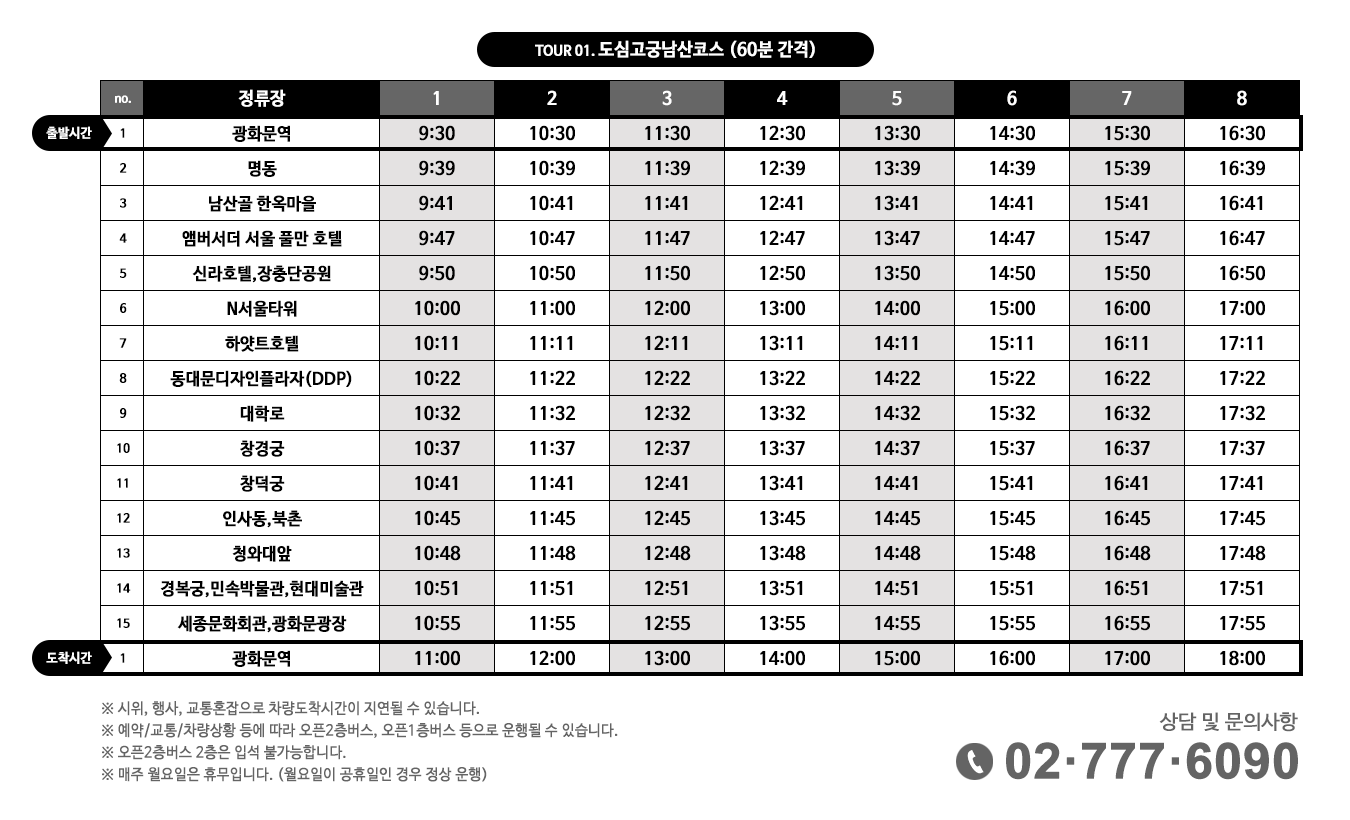 TOUR 01. 도심고궁남산코스 (60분 간격)
no. 정류장 1 2 3 4 5 6 7 8
출발시간 1 광화문역 9:30 10:30 11:30 12:30 13:30 14:30 15:30 16:30
2 명동 9:39 10:39 11:39 12:39 13:39 14:39 15:39 16:39
3 남산골 한옥마을 9:41 10:41 11:41 12:41 13:41 14:41 15:41 16:41
4 앰버서더 서울 풀만 호텔 9:47 10:47 11:47 12:47 13:47 14:47 15:47 16:47
5 신라호텔,장충단공원 9:50 10:50 11:50 12:50 13:50 14:50 15:50 16:50
6 N서울타워 10:00 11:00 12:00 13:00 14:00 15:00 16:00 17:00
7 하얏트호텔 10:11 11:11 12:11 13:11 14:11 15:11 16:11 17:11
8 동대문디자인플라자(DDP) 10:22 11:22 12:22 13:22 14:22 15:22 16:22 17:22
9 대학로 10:32 11:32 12:32 13:32 14:32 15:32 16:32 17:32
10 창경궁 10:37 11:37 12:37 13:37 14:37 15:37 16:37 17:37
11 창덕궁 10:41 11:41 12:41 13:41 14:41 15:41 16:41 17:41
12 인사동,북촌 10:45 11:45 12:45 13:45 14:45 15:45 16:45 17:45
13 청와대앞 10:48 11:48 12:48 13:48 14:48 15:48 16:48 17:48
14 경복궁,민속박물관,현대미술관 10:51 11:51 12:51 13:51 14:51 15:51 16:51 17:51
15 세종문화회관,광화문광장 10:55 11:55 12:55 13:55 14:55 15:55 16:55 17:55
도착시간 1 광화문역 11:00 12:00 13:00 14:00 15:00 16:00 17:00 18:00
※ 시위, 행사, 교통혼잡으로 차량도착시간이 지연될 수 있습니다.
※ 예약/교통/차량상황 등에 따라 오픈2층버스, 오픈1층버스 등으로 운행될 수 있습니다.
※ 오픈2층버스 2층은 입석 불가능합니다.
※ 매주 월요일은 휴무입니다. (월요일이 공휴일인 경우 정상 운행)
상담 및 문의사항
02·777·6090